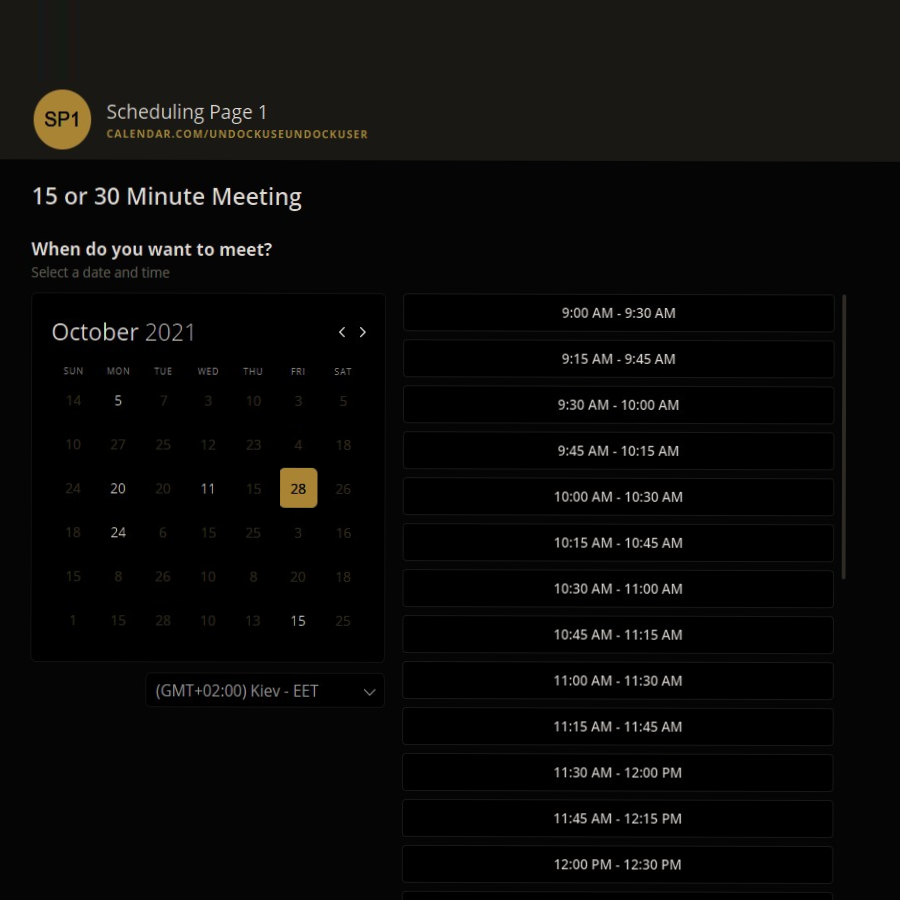 SP1
Scheduling Page 1
CALENDAR.COM/UNDOCKUSEUNDOCKUSER
15 or 30 Minute Meeting
When do you want to meet?
Select a date and time
October 2021
SUN MON TUE WED THU FRI SAT
14 5 7 3 10 3 5
10 27 25 12 23 4 18
24 20 20 11 15 28 26
18 24 6 15 25 3 16
15 8 26 10 8 20 18
1 15 28 10 13 15 25
(GMT+02:00) Kiev - EET
9:00 AM - 9:30 AM
9:15 AM - 9:45 AM
9:30 AM - 10:00 AM
9:45 AM - 10:15 AM
10:00 AM - 10:30 AM
10:15 AM - 10:45 AM
10:30 AM - 11:00 AM
10:45 AM - 11:15 AM
11:00 AM - 11:30 AM
11:15 AM - 11:45 AM
11:30 AM - 12:00 PM
11:45 AM - 12:15 PM
12:00 PM - 12:30 PM